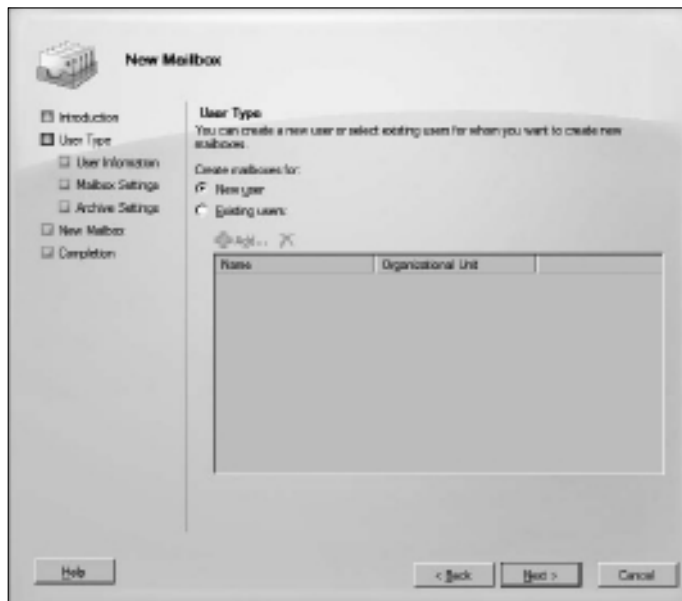 New Mailbox
Introduction
User Type
User Information
Mailbox Settings
Archive Settings
New Mailbox
Completion
User Type
You can create a new user or select existing users for whom you want to create new
mailboxes.
Create mailboxes for:
New user
Existing users:
Add...
Name
Organizational Unit
Help
< Back
Next >
Cancel